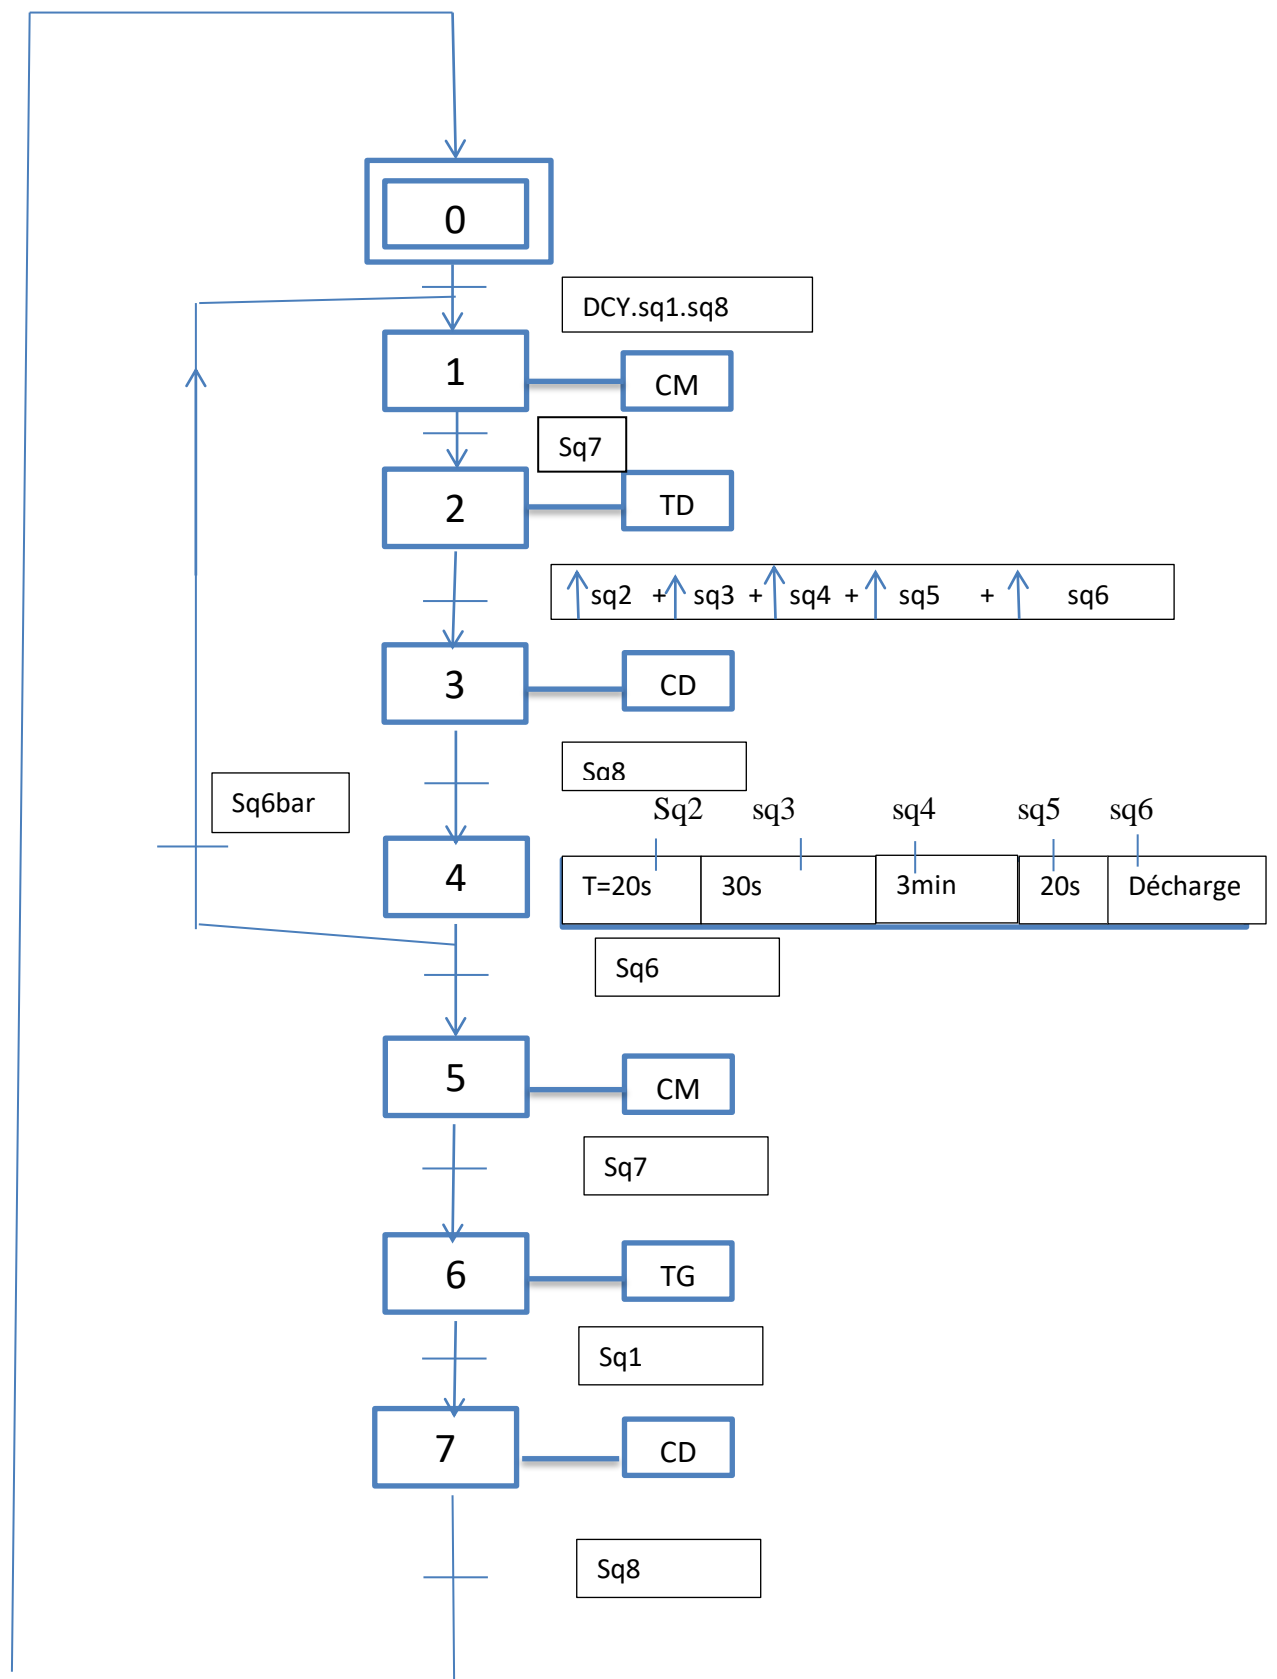 0
DCY.sq1.sq8
1
CM
Sq7
2
TD
sq2 + sq3 + sq4 + sq5 + sq6
3
CD
Sq8
Sq6bar
Sq2 sq3 sq4 sq5 sq6
4
T=20s 30s 3min 20s Décharge
Sq6
5
CM
Sq7
6
TG
Sq1
7
CD
Sq8